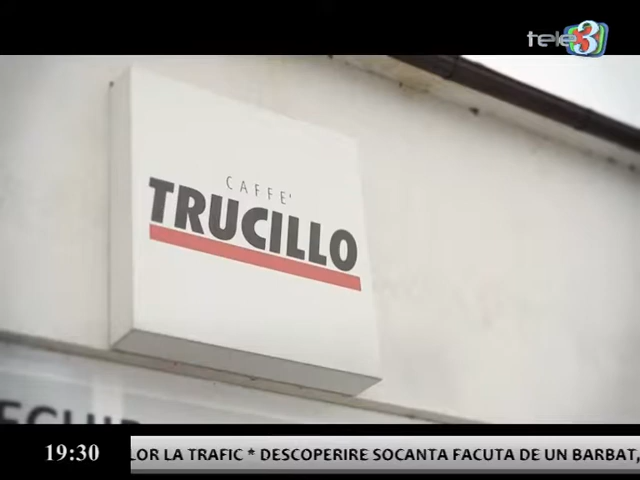 tele3
CAFFE'
TRUCILLO
19:30
LOR LA TRAFIC * DESCOPERIRE SOCANTA FACUTA DE UN BARBAT,